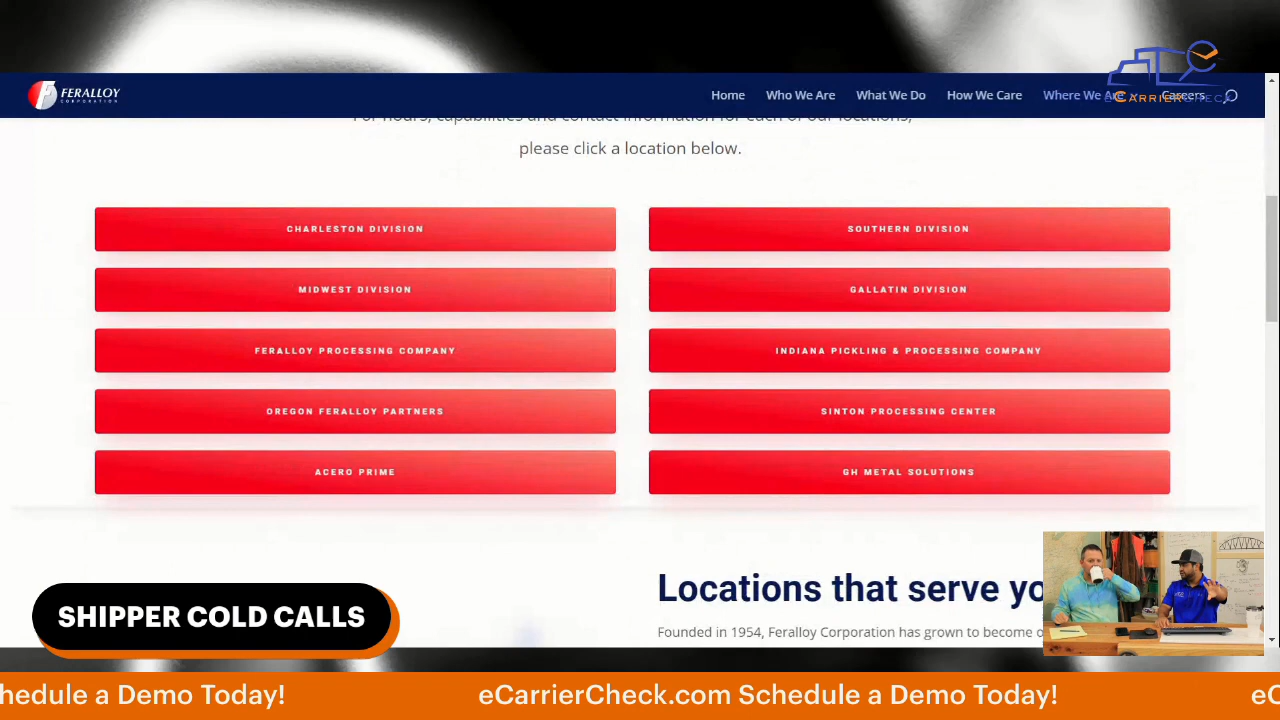 FERALLOY
CORPORATION
Home
Who We Are
What We Do
How We Care
Where We Are
Careers
ECARRIERCHECK
For hours, capabilities and contact information for each of our locations,
please click a location below.
CHARLESTON DIVISION
SOUTHERN DIVISION
MIDWEST DIVISION
GALLATIN DIVISION
FERALLOY PROCESSING COMPANY
INDIANA PICKLING & PROCESSING COMPANY
OREGON FERALLOY PARTNERS
SINTON PROCESSING CENTER
ACERO PRIME
GH METAL SOLUTIONS
Locations that serve yo
Founded in 1954, Feralloy Corporation has grown to become o
SHIPPER COLD CALLS
hedule a Demo Today!
eCarrierCheck.com Schedule a Demo Today!
eC